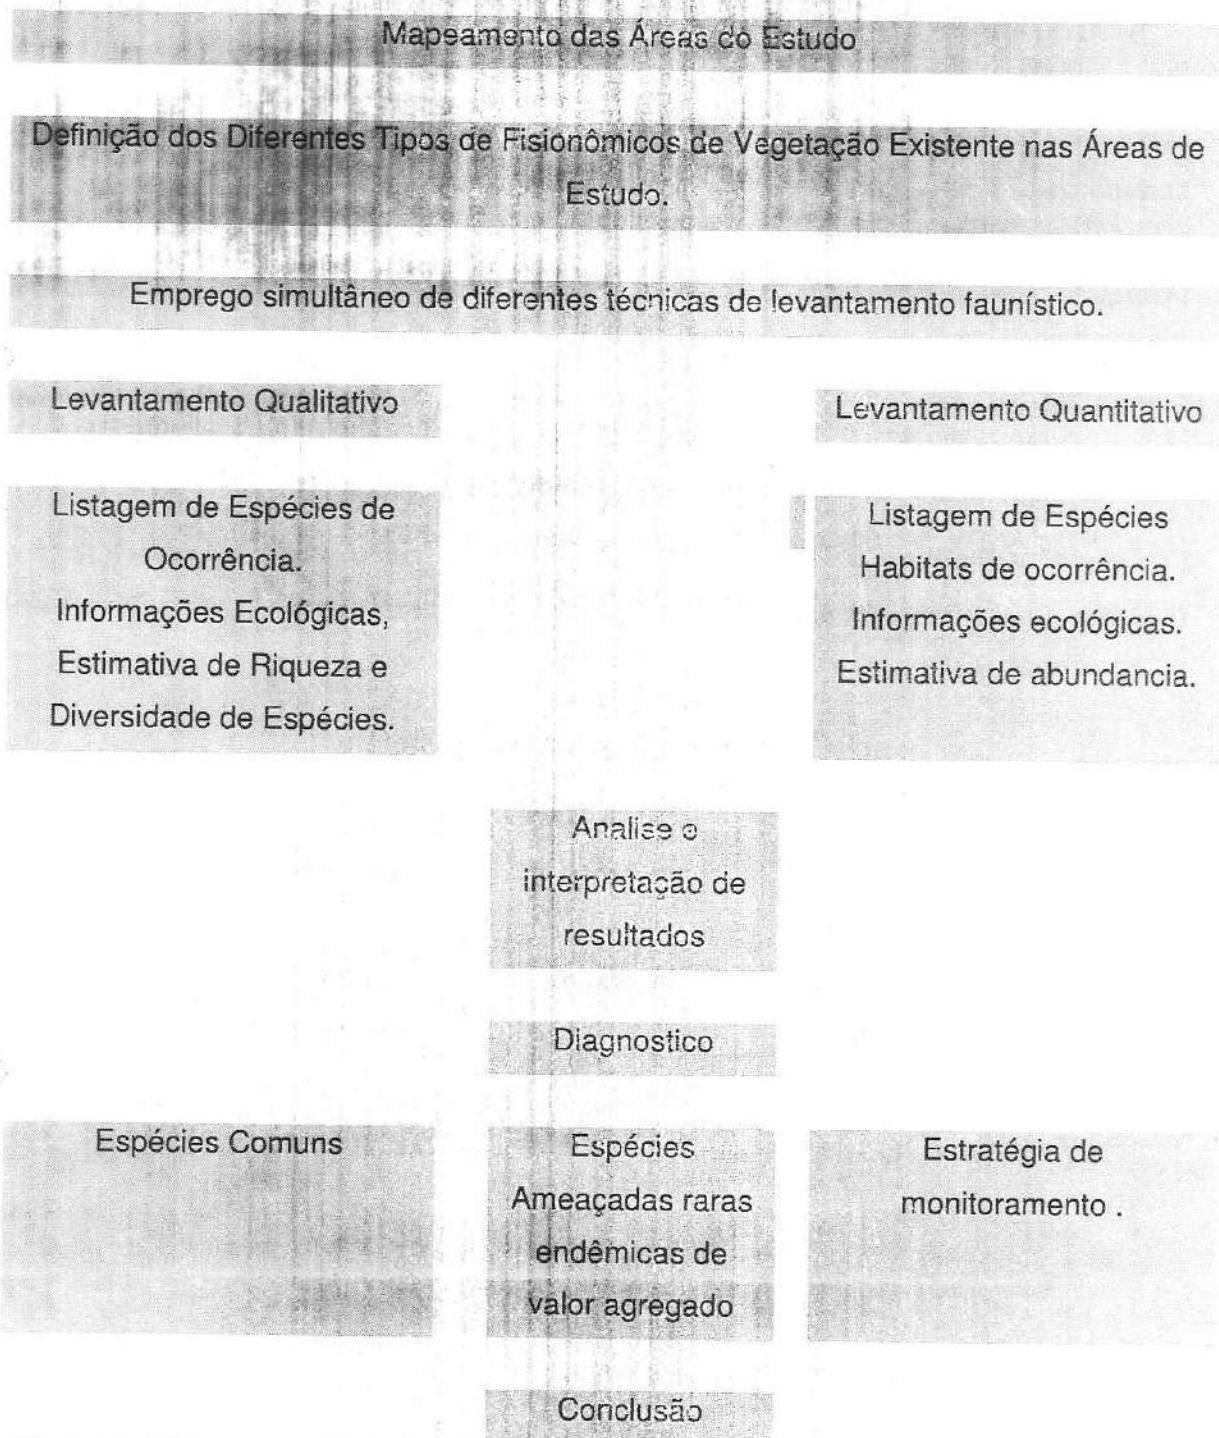 Mapeamento das Áreas do Estudo
Definição dos Diferentes Tipos de Fisionômicos de Vegetação Existente nas Áreas de
Estudo.
Emprego simultâneo de diferentes técnicas de levantamento faunístico.
Levantamento Qualitativo
Levantamento Quantitativo
Listagem de Espécies de
Ocorrência.
Informações Ecológicas,
Estimativa de Riqueza e
Diversidade de Espécies.
Listagem de Espécies
Habitats de ocorrência.
Informações ecológicas.
Estimativa de abundancia.
Analise e
interpretação de
resultados
Diagnostico
Espécies Comuns
Espécies
Ameaçadas raras
endêmicas de
valor agregado
Estratégia de
monitoramento .
Conclusão